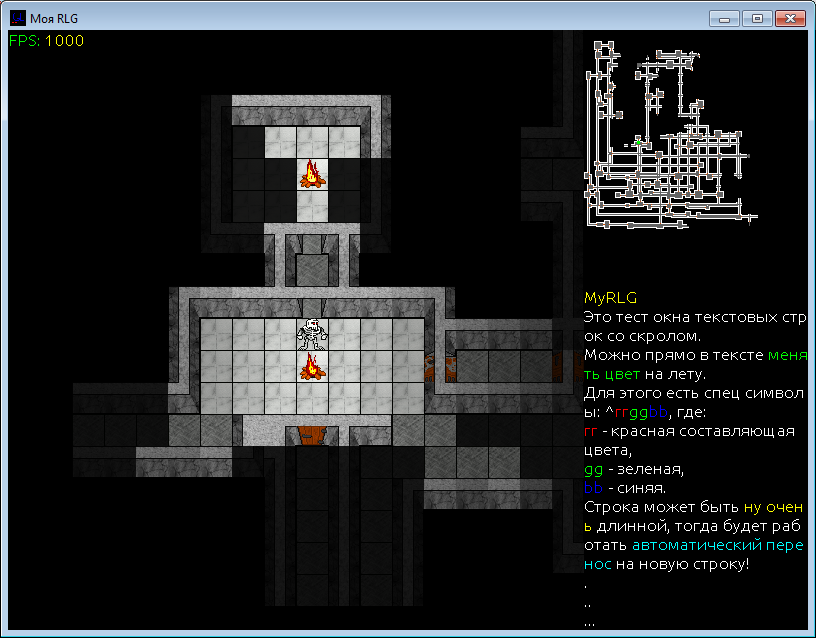 Моя RLG
FPS: 1000
MyRLG
Это тест окна текстовых стр
ок со скролом.
Можно прямо в тексте меня
ть цвет на лету.
Для этого есть спец символ
ы: ^rrggbb, где:
rr - красная составляющая
цвета,
gg - зеленая,
bb - синяя.
Строка может быть ну очен
ь длинной, тогда будет раб
отать автоматический пере
нос на новую строку!
.
..
...